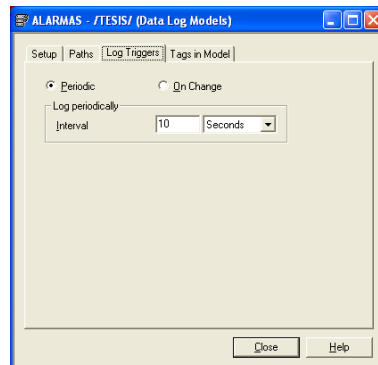 ALARMAS - /TESIS/ (Data Log Models)
Setup Paths Log Triggers Tags in Model
Periodic On Change
Log periodically
Interval 10 Seconds
Close Help